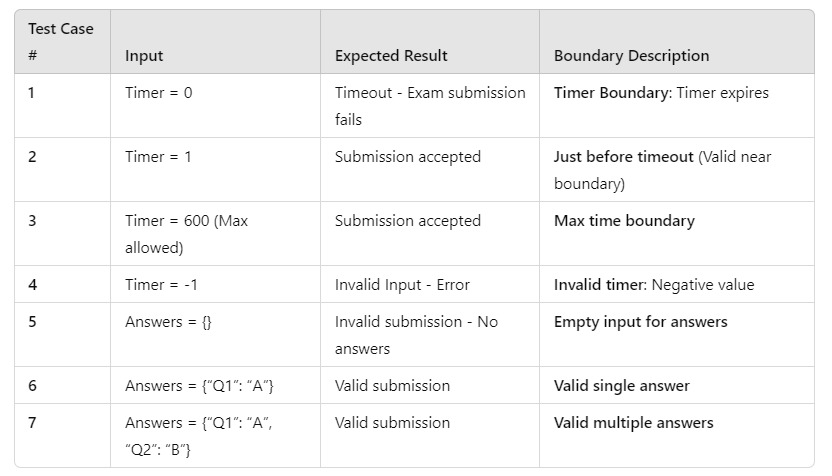 Test Case
# Input Expected Result Boundary Description
1 Timer = 0 Timeout - Exam submission Timer Boundary: Timer expires
fails
2 Timer = 1 Submission accepted Just before timeout (Valid near
boundary)
3 Timer = 600 (Max Submission accepted Max time boundary
allowed)
4 Timer = -1 Invalid Input - Error Invalid timer: Negative value
5 Answers = {} Invalid submission - No Empty input for answers
answers
6 Answers = {“Q1”: “A”} Valid submission Valid single answer
7 Answers = {“Q1”: “A”, Valid submission Valid multiple answers
“Q2”: “B”}